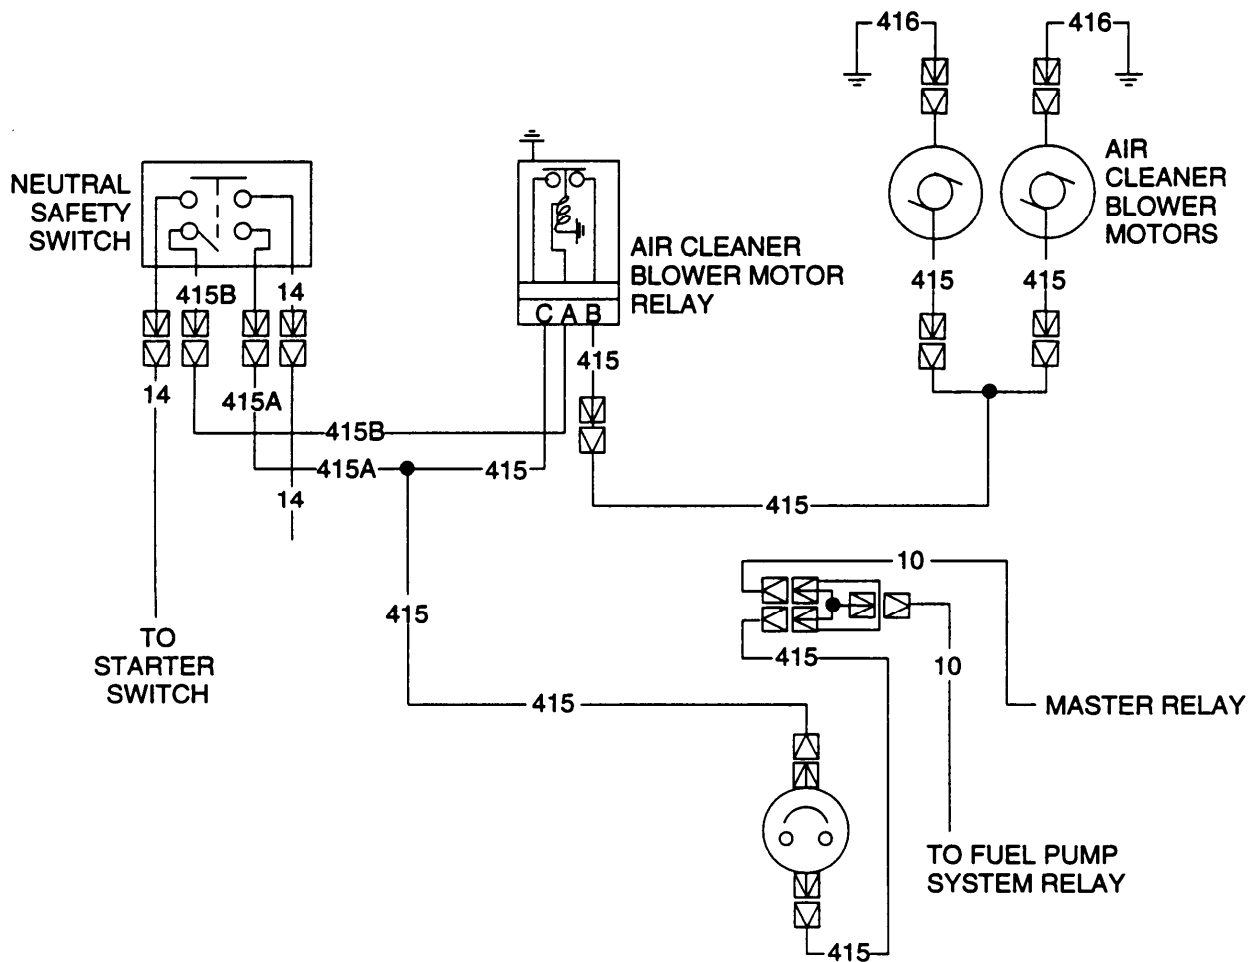 416
416
NEUTRAL
SAFETY
SWITCH
AIR
CLEANER
BLOWER
MOTORS
AIR CLEANER
BLOWER MOTOR
RELAY
415B
14
C A B
415
415
415
14
415A
415B
415A
415
14
415
10
415
TO
STARTER
SWITCH
415
10
415
MASTER RELAY
TO FUEL PUMP
SYSTEM RELAY
415